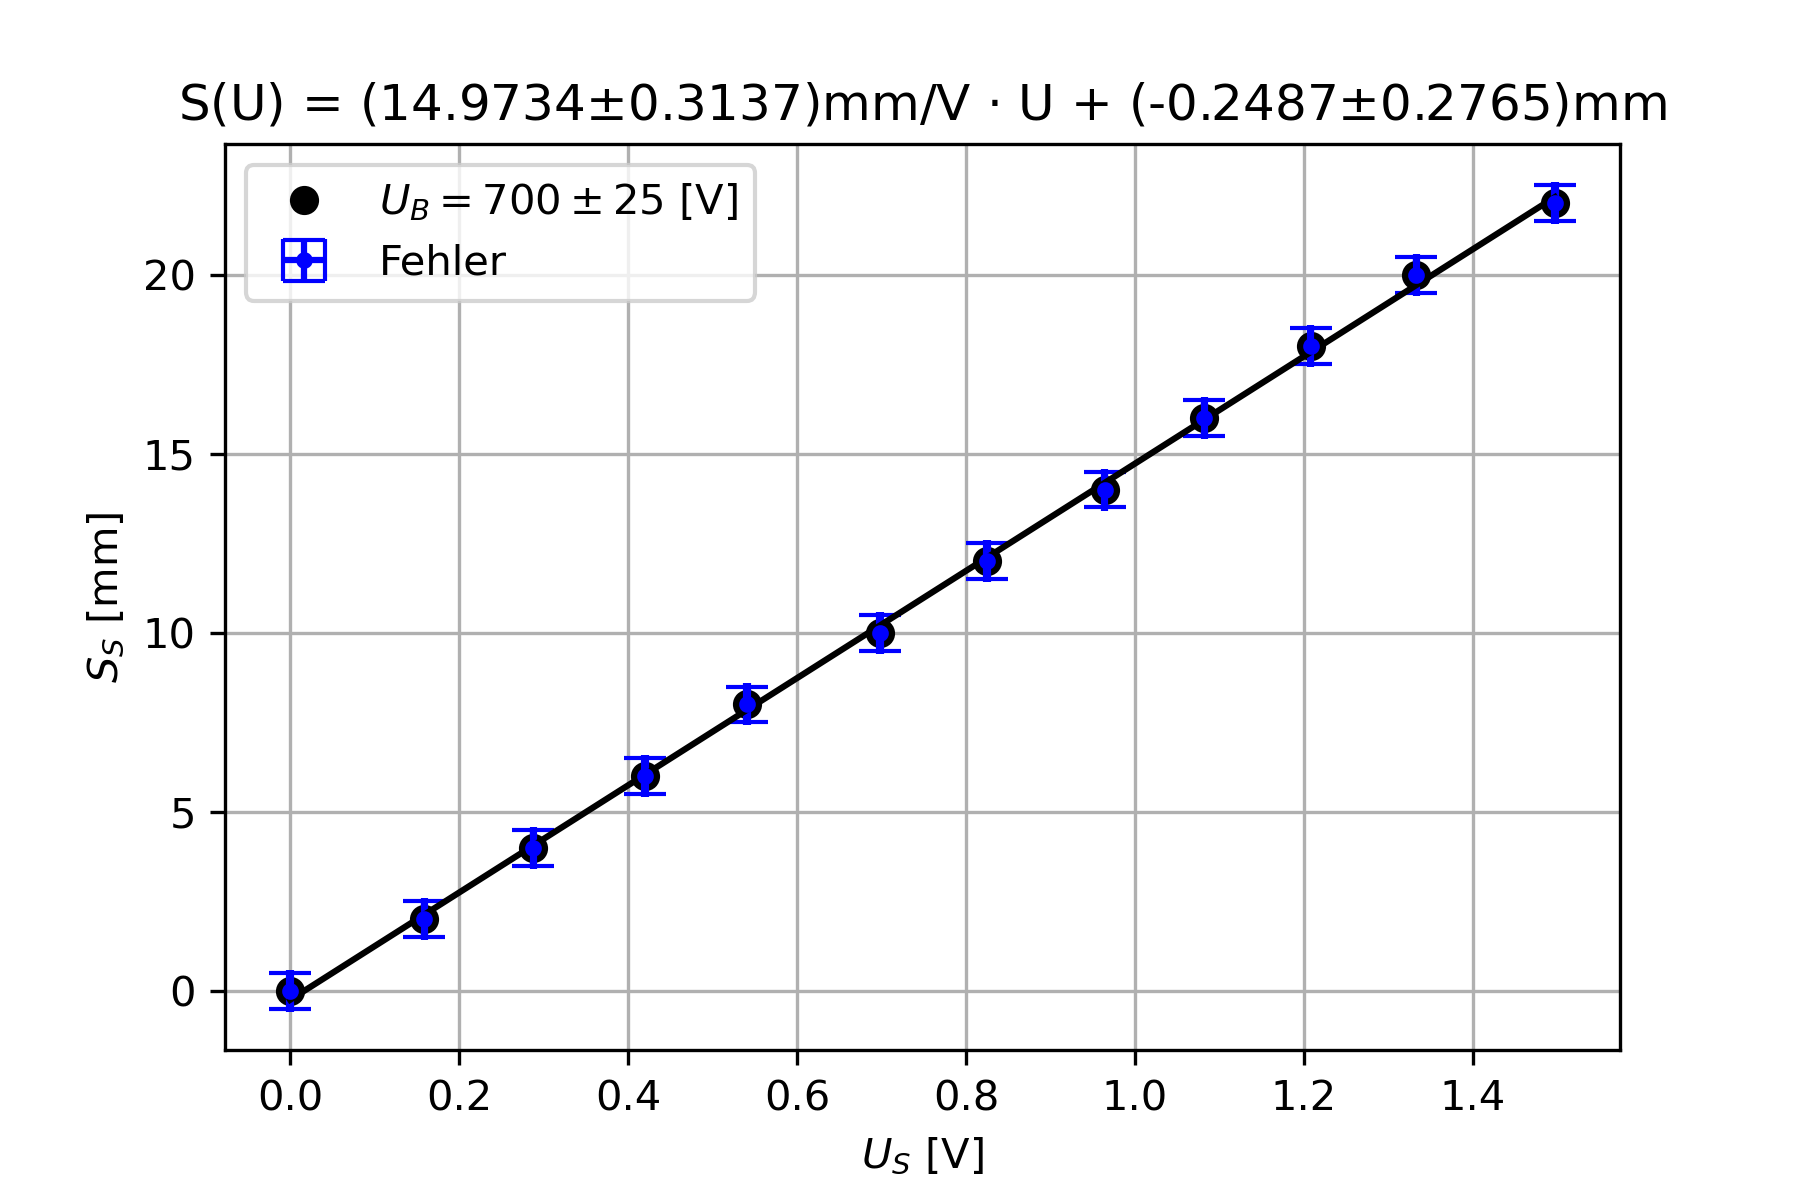 S(U) = (14.9734±0.3137)mm/V · U + (-0.2487±0.2765)mm
U_B = 700 ± 25 [V]
Fehler
S_S [mm]
20
15
10
5
0
0.0 0.2 0.4 0.6 0.8 1.0 1.2 1.4
U_S [V]